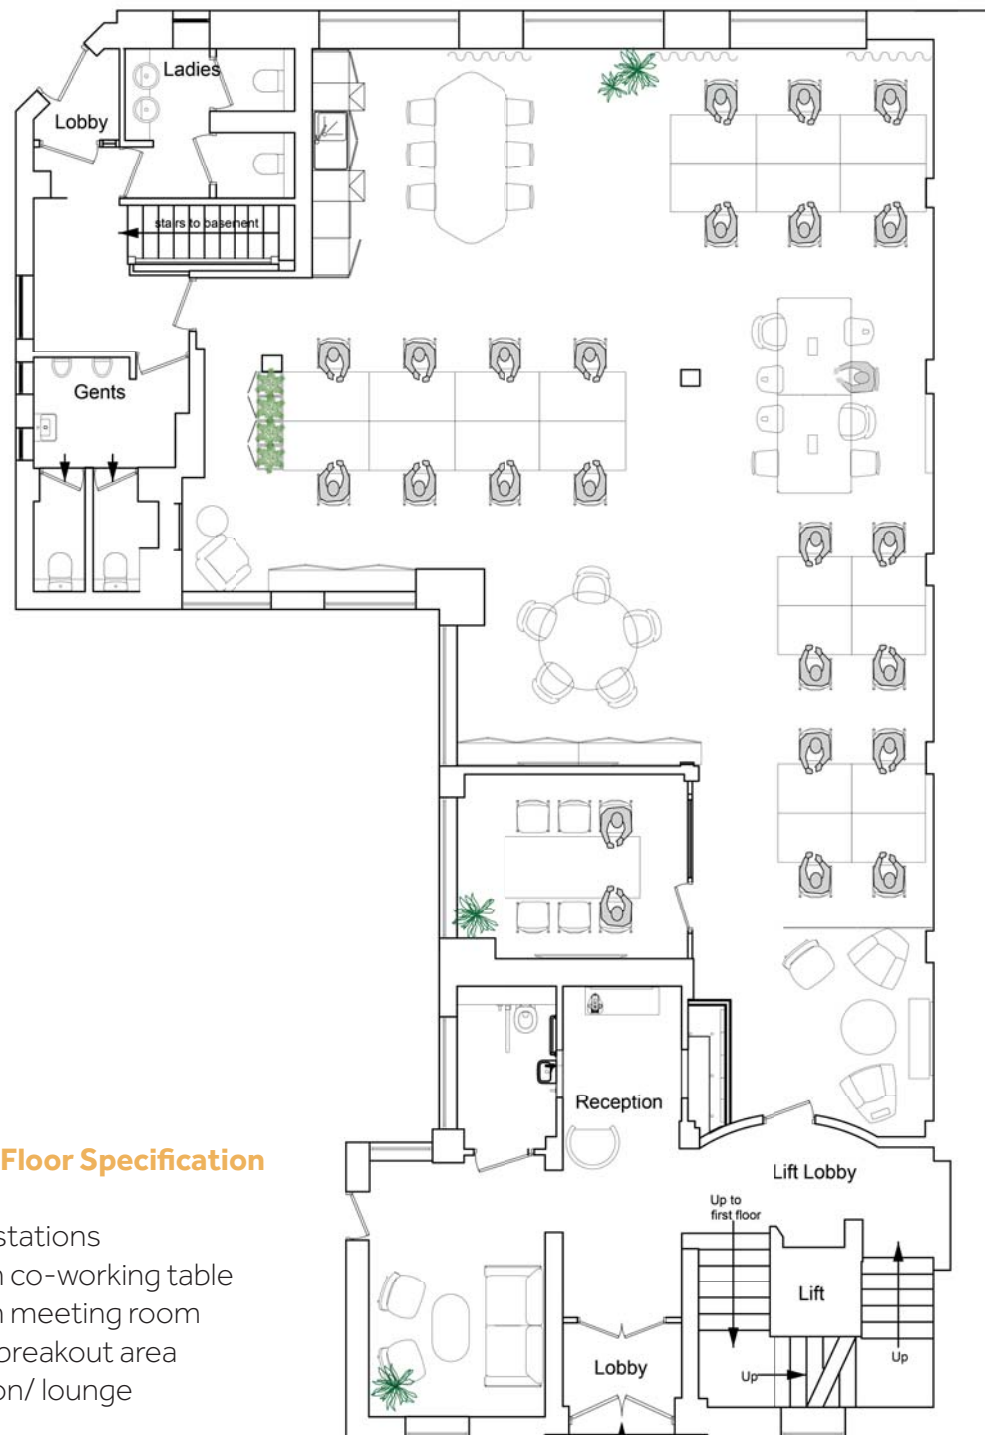 Ladies
Lobby
stairs to basement
Gents
Reception
Lift Lobby
Up to
first floor
Lift
Up
Up
Lobby
Floor Specification
stations
co-working table
meeting room
breakout area
on/ lounge